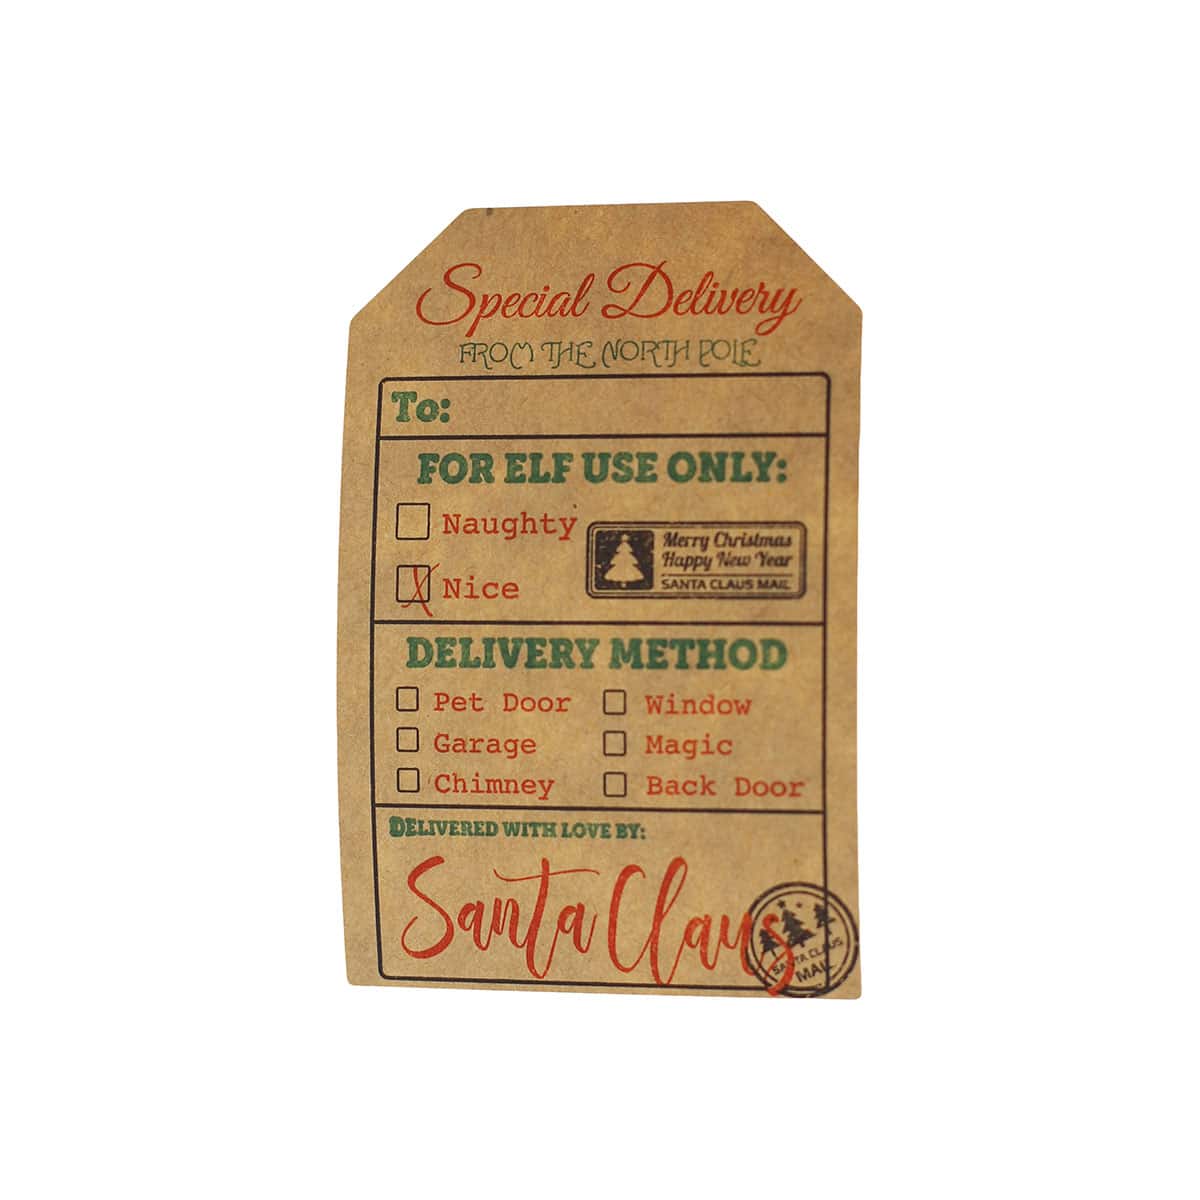 Special Delivery
FROM THE NORTH POLE
To:
FOR ELF USE ONLY:
Naughty
X Nice
Merry Christmas
Happy New Year
SANTA CLAUS MAIL
DELIVERY METHOD
Pet Door
Window
Garage
Magic
Chimney
Back Door
DELIVERED WITH LOVE BY:
Santa Claus
SANTA CLAUS
MAIL